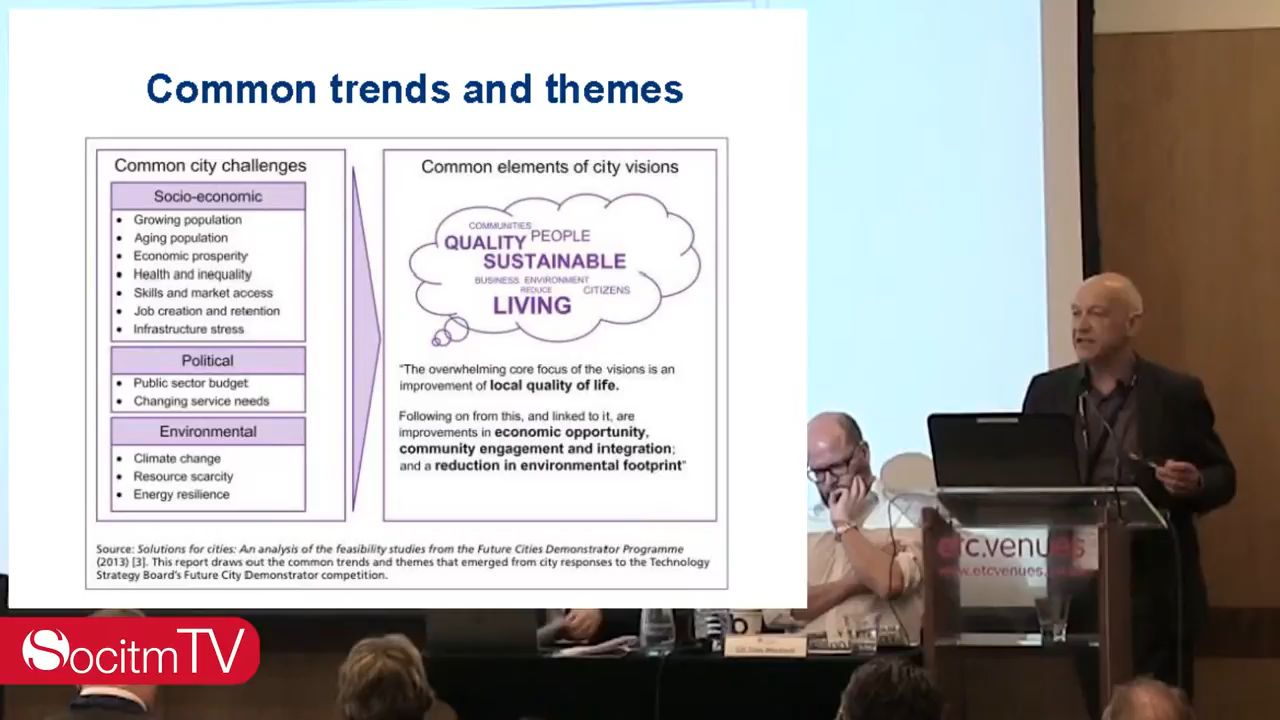 Common trends and themes
Common city challenges
Socio-economic
• Growing population
• Aging population
• Economic prosperity
• Health and inequality
• Skills and market access
• Job creation and retention
• Infrastructure stress
Political
• Public sector budget
• Changing service needs
Environmental
• Climate change
• Resource scarcity
• Energy resilience
Common elements of city visions
COMMUNITIES
QUALITY PEOPLE
SUSTAINABLE
BUSINESS ENVIRONMENT
REDUCE CITIZENS
LIVING
"The overwhelming core focus of the visions is an
improvement of local quality of life.
Following on from this, and linked to it, are
improvements in economic opportunity,
community engagement and integration;
and a reduction in environmental footprint"
Source: Solutions for cities: An analysis of the feasibility studies from the Future Cities Demonstrator Programme
(2013) [3]. This report draws out the common trends and themes that emerged from city responses to the Technology
Strategy Board's Future City Demonstrator competition.
etc.venues
www.etcvenues.
SocitmTV